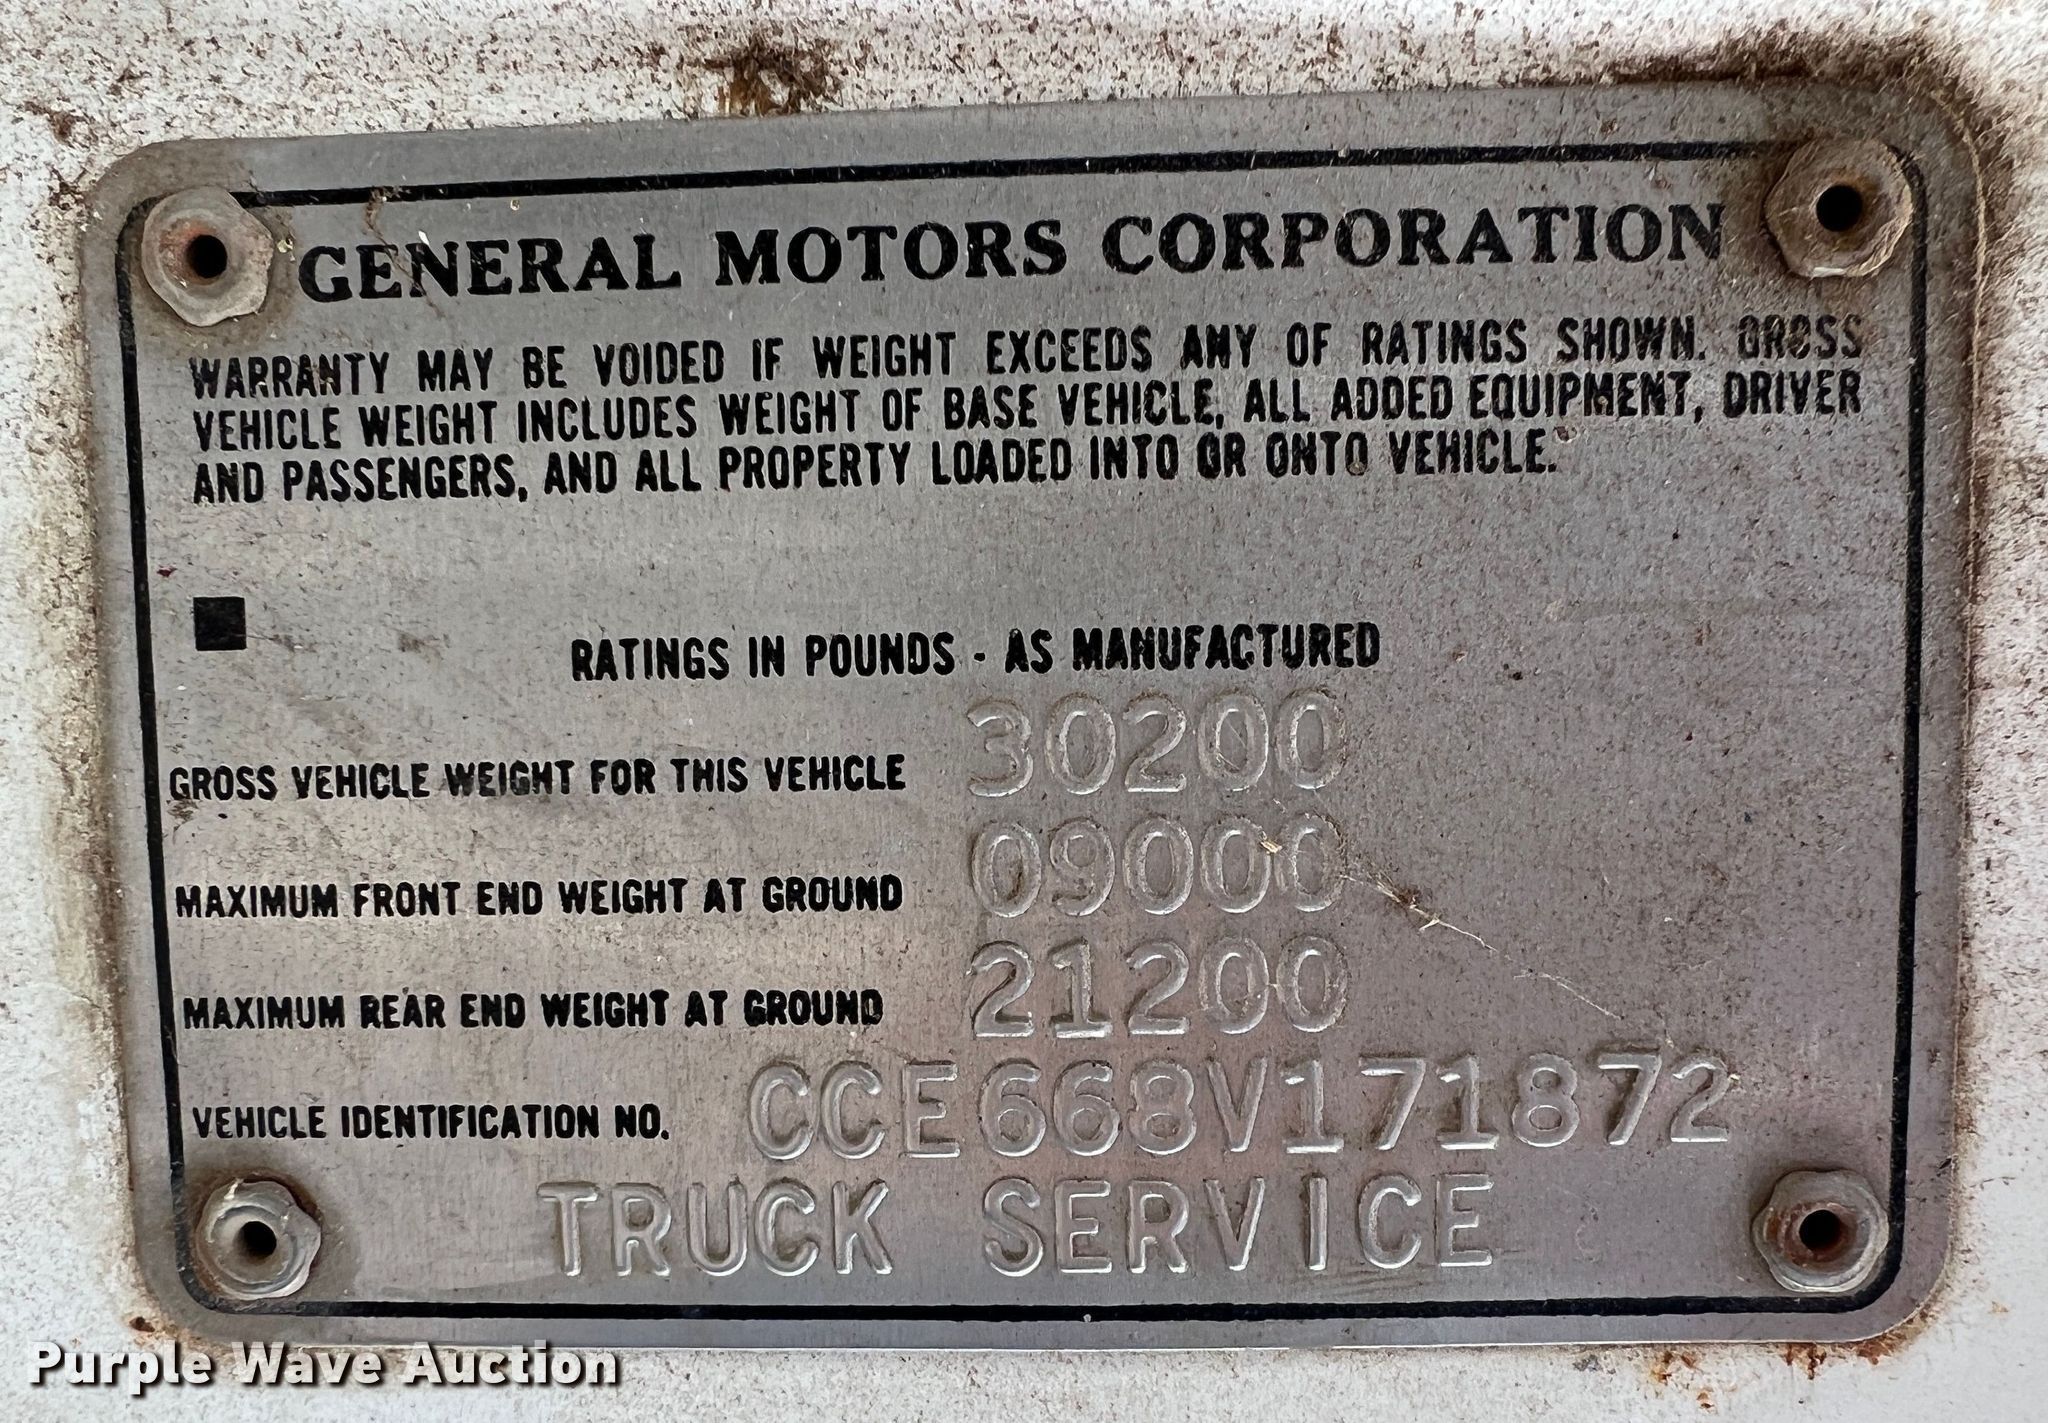 GENERAL MOTORS CORPORATION
WARRANTY MAY BE VOIDED IF WEIGHT EXCEEDS ANY OF RATINGS SHOWN. GROSS
VEHICLE WEIGHT INCLUDES WEIGHT OF BASE VEHICLE, ALL ADDED EQUIPMENT, DRIVER
AND PASSENGERS, AND ALL PROPERTY LOADED INTO OR ONTO VEHICLE.
RATINGS IN POUNDS - AS MANUFACTURED
GROSS VEHICLE WEIGHT FOR THIS VEHICLE 30200
MAXIMUM FRONT END WEIGHT AT GROUND 09000
MAXIMUM REAR END WEIGHT AT GROUND 21200
VEHICLE IDENTIFICATION NO. CCE668V171872
TRUCK SERVICE
Purple Wave Auction